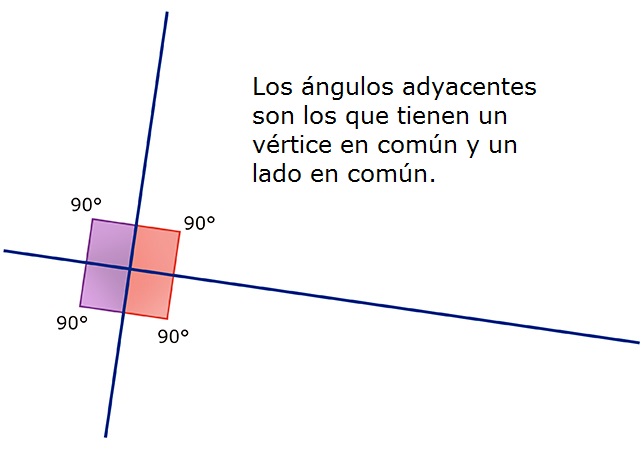 Los ángulos adyacentes
son los que tienen un
vértice en común y un
lado en común.
90°
90°
90°
90°